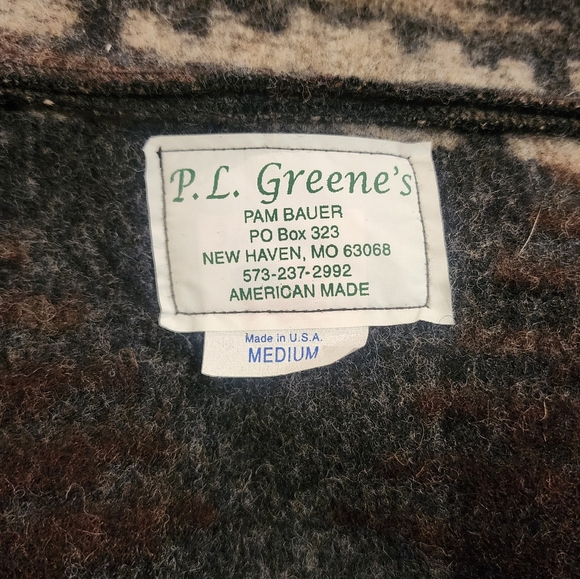 P.L. Greene's
PAM BAUER
PO Box 323
NEW HAVEN, MO 63068
573-237-2992
AMERICAN MADE
Made in U.S.A.
MEDIUM